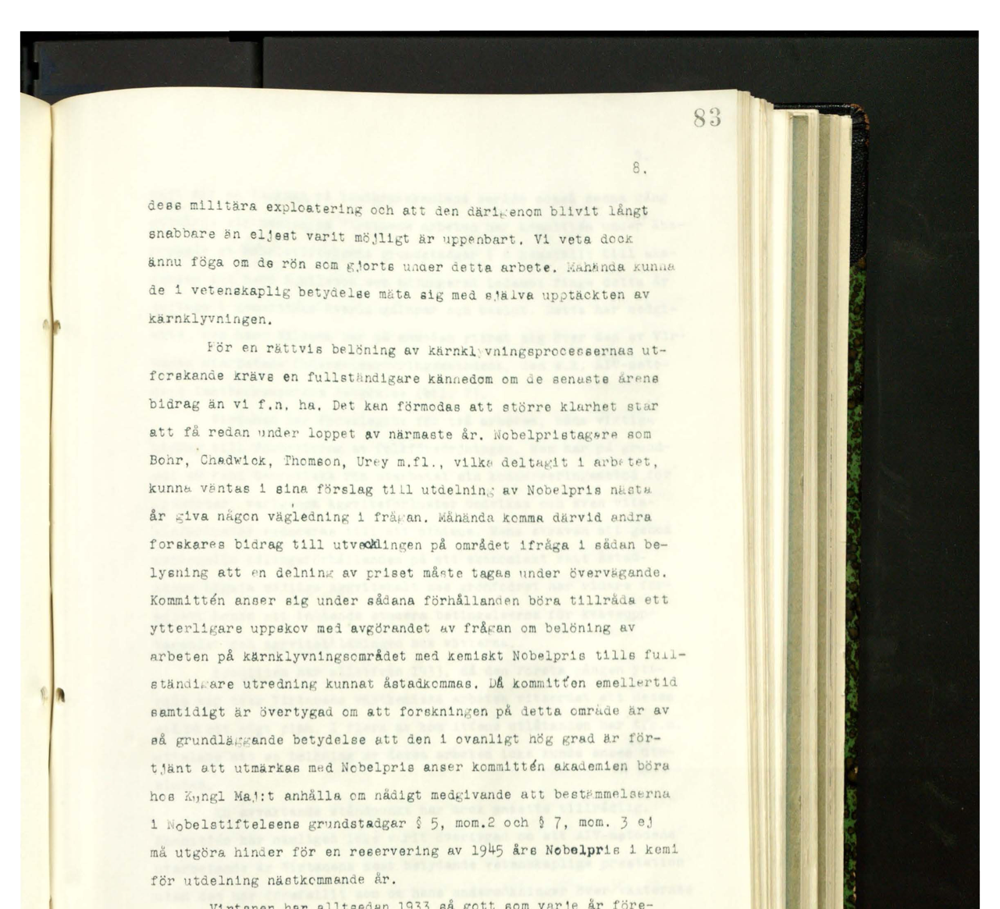 83
8.
dess militära exploatering och att den därigenom blivit långt
snabbare än eljest varit möjligt är uppenbart. Vi veta dock
ännu föga om de rön som gjorts under detta arbete. Måhända kunna
de i vetenskaplig betydelse mäta sig med själva upptäckten av
kärnklyvningen.
För en rättvis belöning av kärnklyvningsprocessernas ut-
forskande kräves en fullständigare kännedom om de senaste årens
bidrag än vi f.n. ha. Det kan förmodas att större klarhet står
att få redan under loppet av närmaste år. Nobelpristagare som
Bohr, Chadwick, Thomson, Urey m.fl., vilka deltagit i arbetet,
kunna väntas i sina förslag till utdelning av Nobelpris nästa
år giva någon vägledning i frågan. Måhända komma därvid andra
forskares bidrag till utvecklingen på området ifråga i sådan be-
lysning att en delning av priset måste tagas under övervägande.
Kommittén anser sig under sådana förhållanden böra tillråda ett
ytterligare uppskov med avgörandet av frågan om belöning av
arbeten på kärnklyvningsområdet med kemiskt Nobelpris tills full-
ständigare utredning kunnat åstadkommas. Då kommittén emellertid
samtidigt är övertygad om att forskningen på detta område är av
så grundläggande betydelse att den i ovanligt hög grad är för-
tjänt att utmärkas med Nobelpris anser kommittén akademien böra
hos Kungl Maj:t anhålla om nådigt medgivande att bestämmelserna
i Nobelstiftelsens grundstadgar § 5, mom.2 och § 7, mom. 3 ej
må utgöra hinder för en reservering av 1945 års Nobelpris i kemi
för utdelning nästkommande år.
Virtanen har alltsedan 1933 så gott som varje år före-